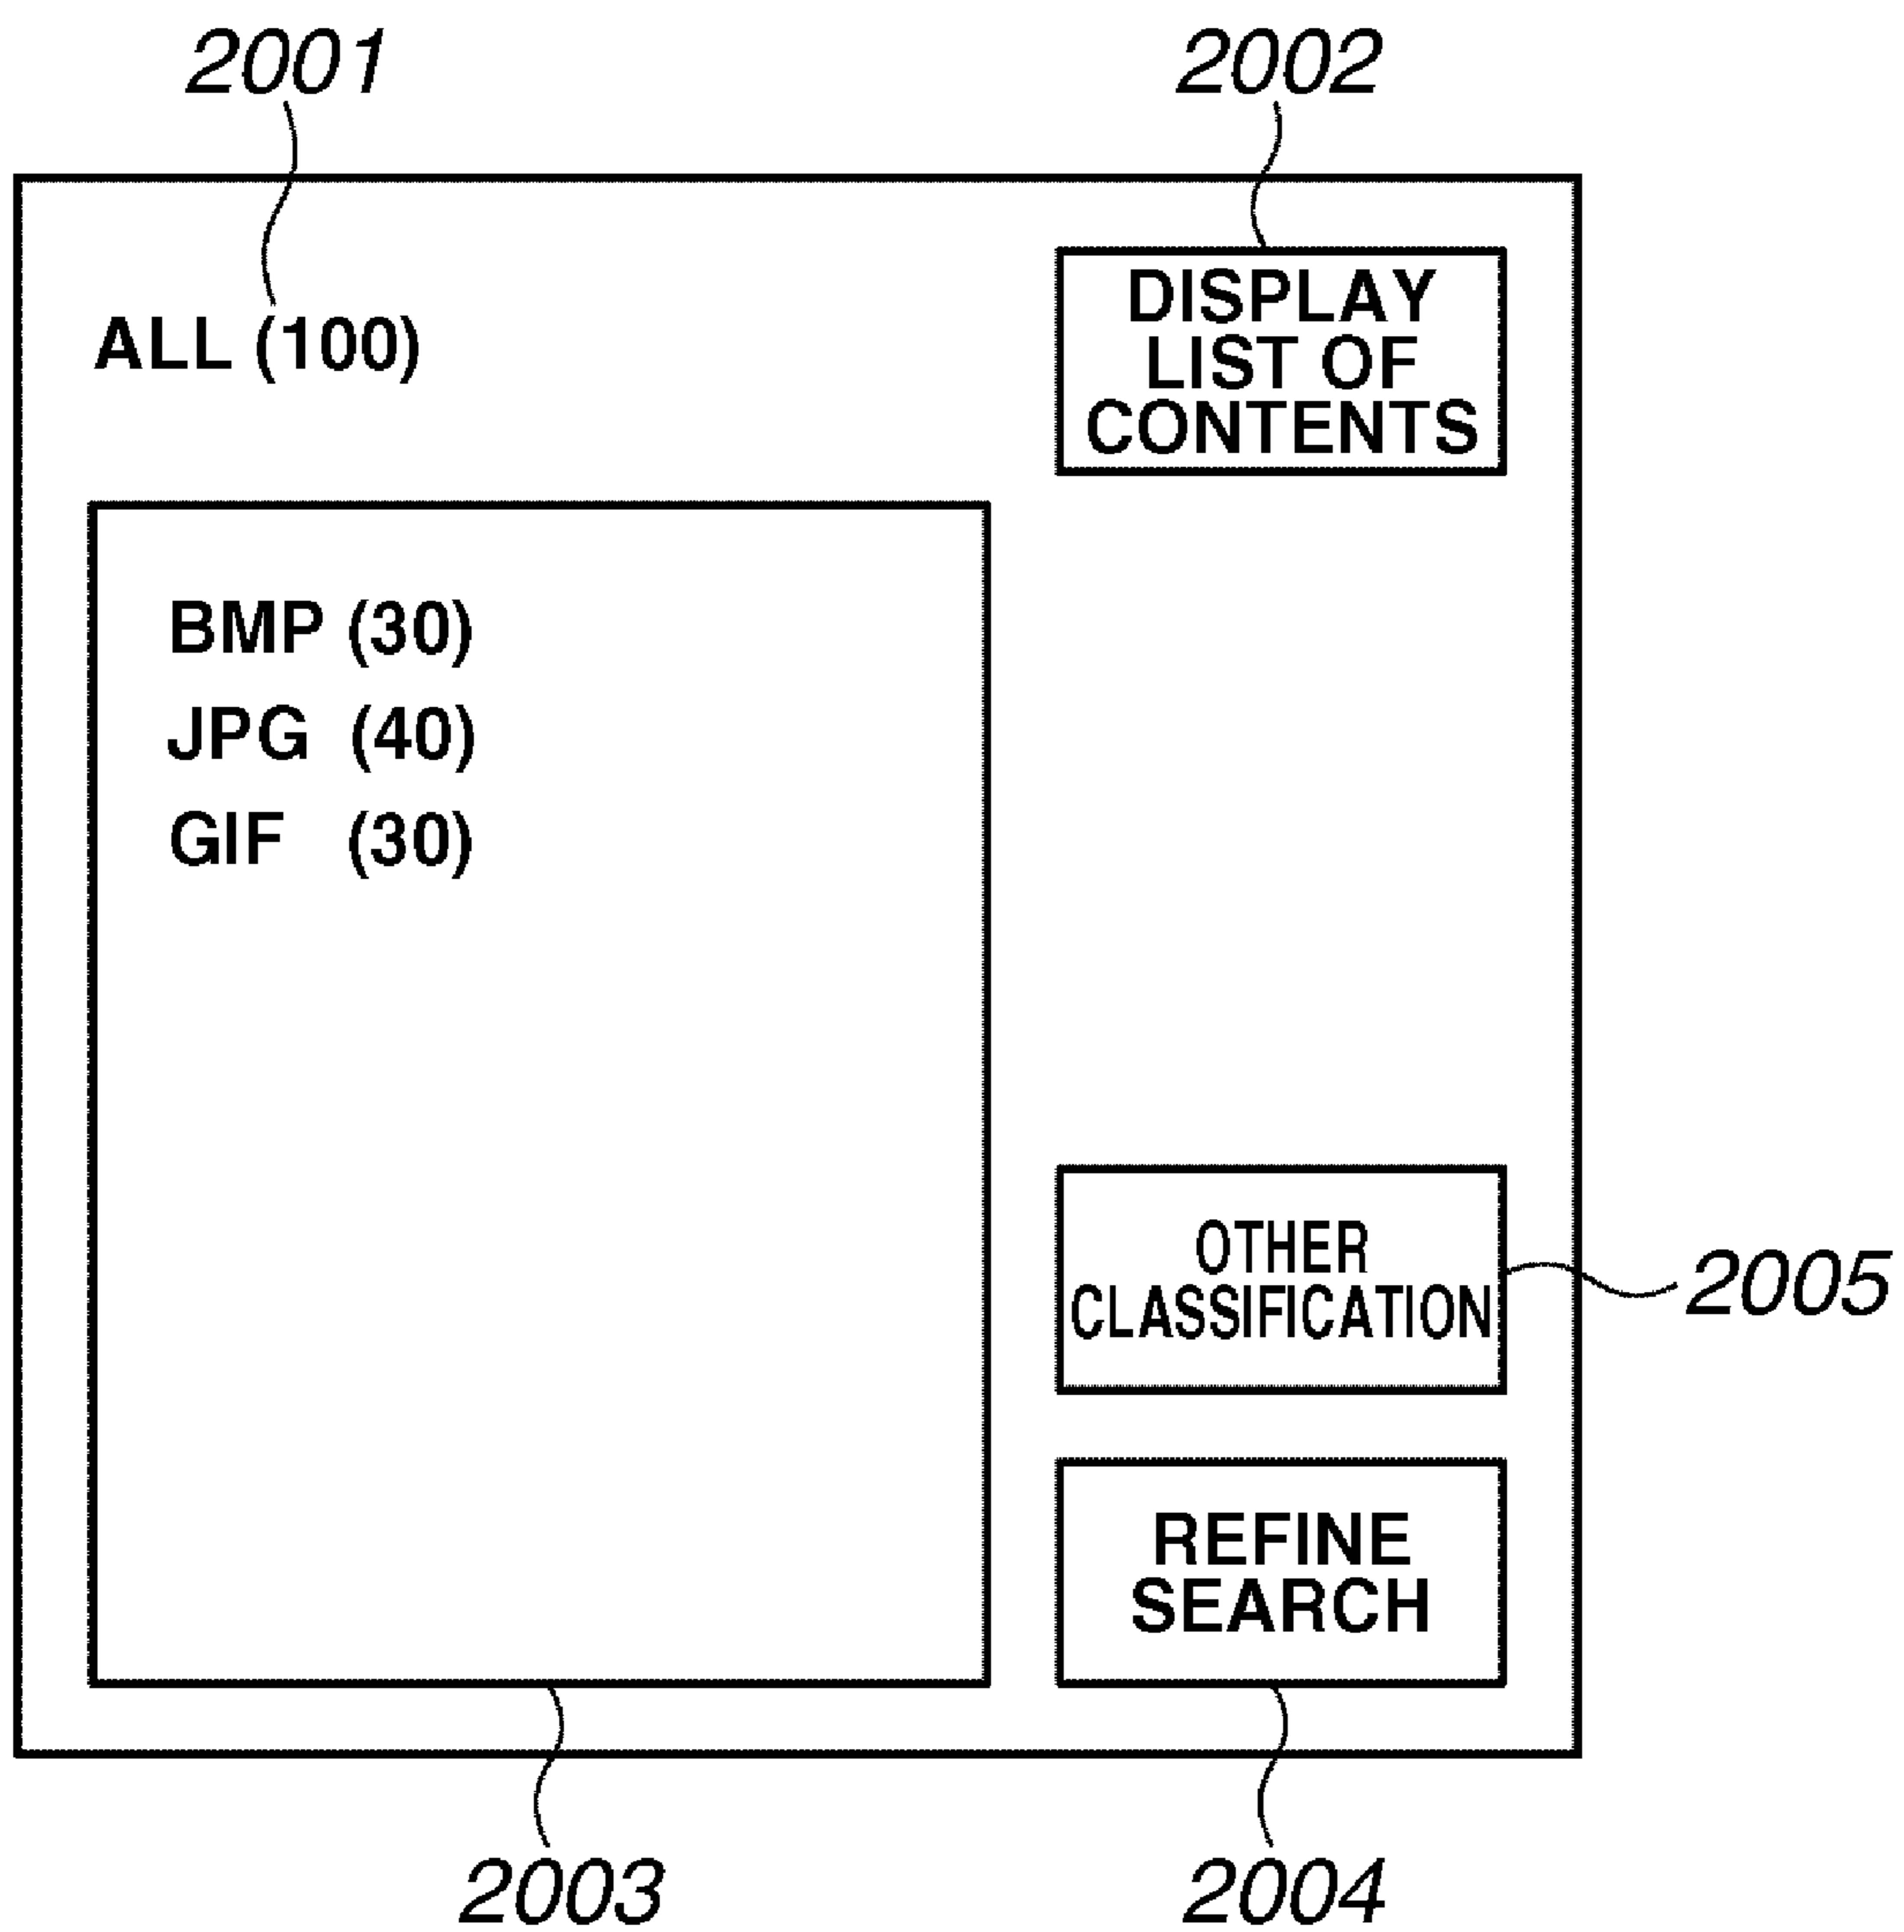 2001
2002
ALL (100)
DISPLAY
LIST OF
CONTENTS
BMP (30)
JPG (40)
GIF (30)
OTHER
CLASSIFICATION
2005
REFINE
SEARCH
2003
2004